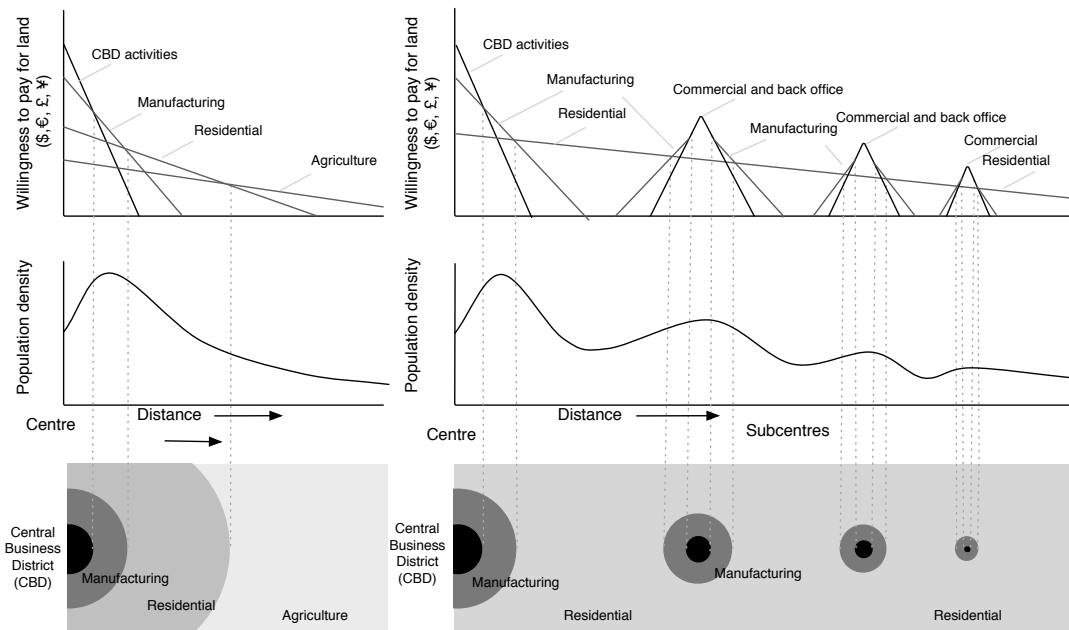 Willingness to pay for land
($,€, £, ¥)
CBD activities
Manufacturing
Residential
Agriculture
Population density
Centre
Distance
Central
Business
District
(CBD)
Manufacturing
Residential
Agriculture
Willingness to pay for land
($,€, £, ¥)
CBD activities
Manufacturing
Residential
Commercial and back office
Manufacturing
Commercial and back office
Commercial
Residential
Population density
Centre
Distance
Subcentres
Central
Business
District
(CBD)
Manufacturing
Manufacturing
Residential
Residential